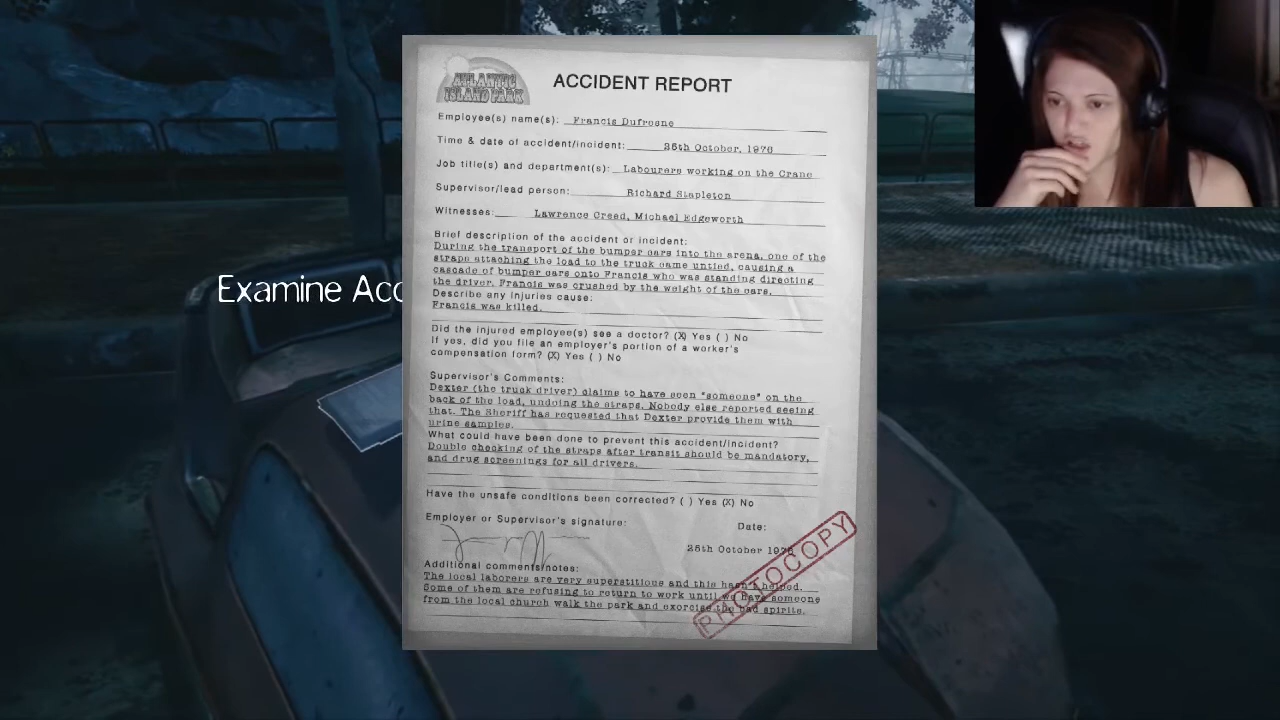 ATLANTIC
ISLAND PARK
ACCIDENT REPORT
Employee(s) name(s): Francis Dufresne
Time & date of accident/incident: 25th October, 1976
Job title(s) and department(s): Labourers working on the Crane
Supervisor/lead person: Richard Stapleton
Witnesses: Lawrence Creed, Michael Edgeworth
Brief description of the accident or incident:
During the transport of the bumper cars into the arena, one of the
straps attaching the load to the truck came untied, causing a
cascade of bumper cars onto Francis who was standing directing
the driver. Francis was crushed by the weight of the cars.
Describe any injuries cause:
Francis was killed.
Did the injured employee(s) see a doctor? (X) Yes ( ) No
If yes, did you file an employer's portion of a worker's
compensation form? (X) Yes ( ) No
Supervisor's Comments:
Dexter (the truck driver) claims to have seen "someone" on the
back of the load, undoing the straps. Nobody else reported seeing
that. The Sheriff has requested that Dexter provide them with
urine samples.
What could have been done to prevent this accident/incident?
Double checking of the straps after transit should be mandatory,
and drug screenings for all drivers.
Have the unsafe conditions been corrected? ( ) Yes (X) No
Employer or Supervisor's signature:
Date:
25th October 1976
Additional comments/notes:
The local laborers are very superstitious and this hasn't helped.
Some of them are refusing to return to work until we have someone
from the local church walk the park and exorcise the bad spirits.
PHOTOCOPY
Examine Acc